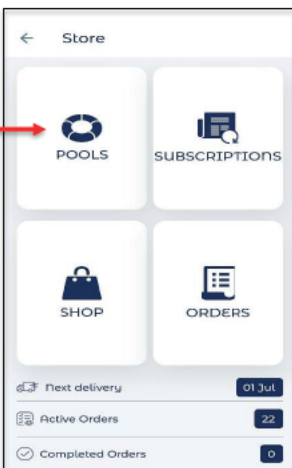 Store
POOLS
SUBSCRIPTIONS
SHOP
ORDERS
Next delivery 01 Jul
Active Orders 22
Completed Orders 0